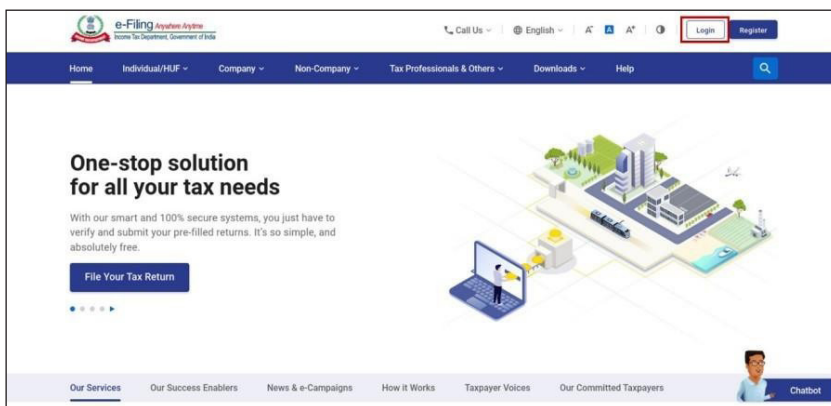 e-Filing Anywhere Anytime
Income Tax Department, Government of India
Call Us
English
A-
A
A+
Login
Register
Home
Individual/HUF
Company
Non-Company
Tax Professionals & Others
Downloads
Help
One-stop solution
for all your tax needs
With our smart and 100% secure systems, you just have to
verify and submit your pre-filled returns. It's so simple, and
absolutely free.
File Your Tax Return
Our Services
Our Success Enablers
News & e-Campaigns
How it Works
Taxpayer Voices
Our Committed Taxpayers
Chatbot